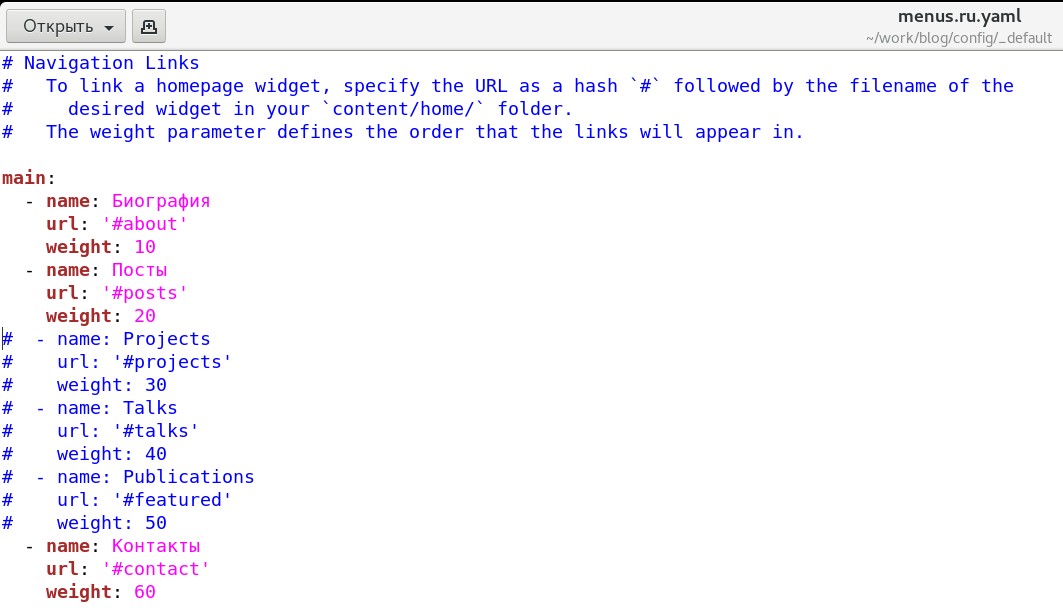 Открыть
menus.ru.yaml
~/work/blog/config/_default
# Navigation Links
#   To link a homepage widget, specify the URL as a hash `#` followed by the filename of the
#     desired widget in your `content/home/` folder.
#   The weight parameter defines the order that the links will appear in.

main:
  - name: Биография
    url: '#about'
    weight: 10
  - name: Посты
    url: '#posts'
    weight: 20
#  - name: Projects
#    url: '#projects'
#    weight: 30
#  - name: Talks
#    url: '#talks'
#    weight: 40
#  - name: Publications
#    url: '#featured'
#    weight: 50
  - name: Контакты
    url: '#contact'
    weight: 60